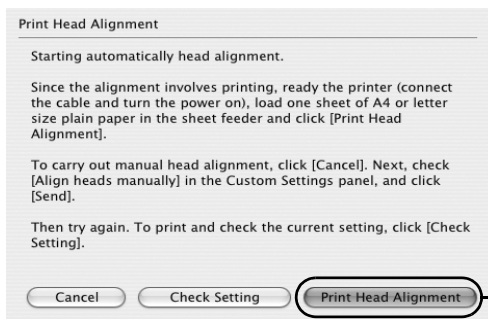 Print Head Alignment
Starting automatically head alignment.
Since the alignment involves printing, ready the printer (connect
the cable and turn the power on), load one sheet of A4 or letter
size plain paper in the sheet feeder and click [Print Head
Alignment].
To carry out manual head alignment, click [Cancel]. Next, check
[Align heads manually] in the Custom Settings panel, and click
[Send].
Then try again. To print and check the current setting, click [Check
Setting].
Cancel Check Setting Print Head Alignment